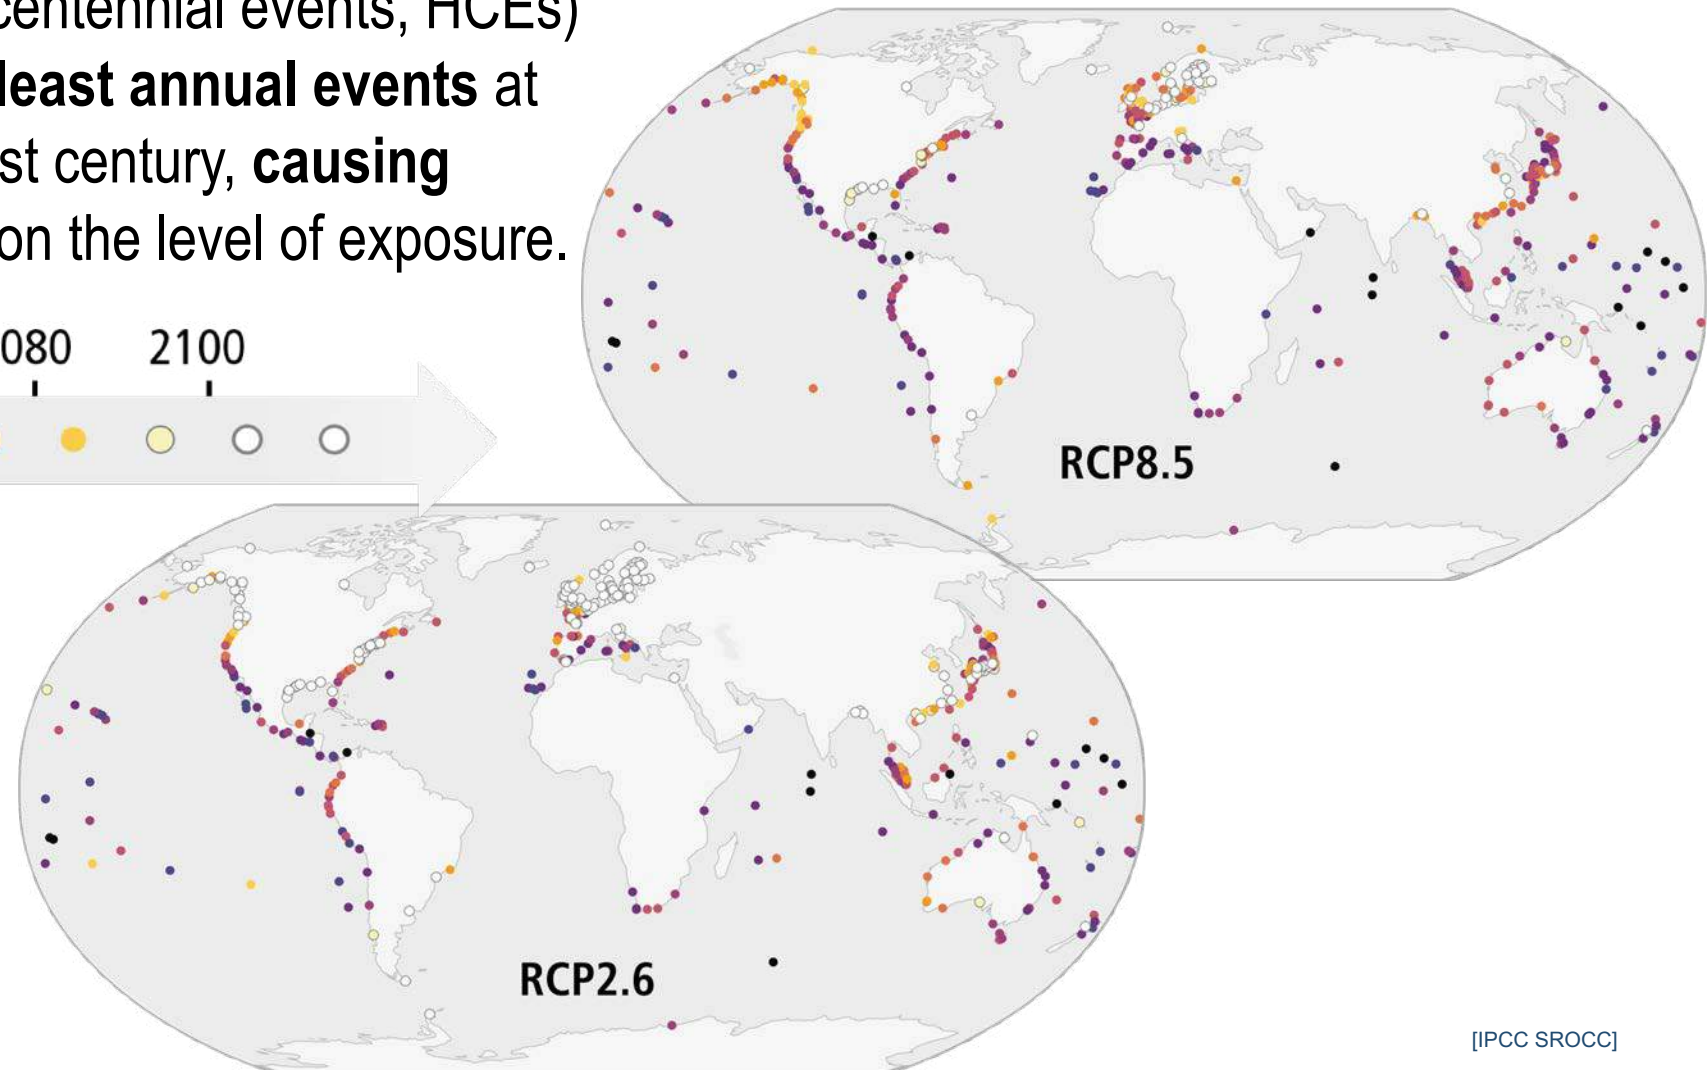 centennial events, HCEs)
least annual events at
st century, causing
on the level of exposure.
080 2100
RCP8.5
RCP2.6
[IPCC SROCC]